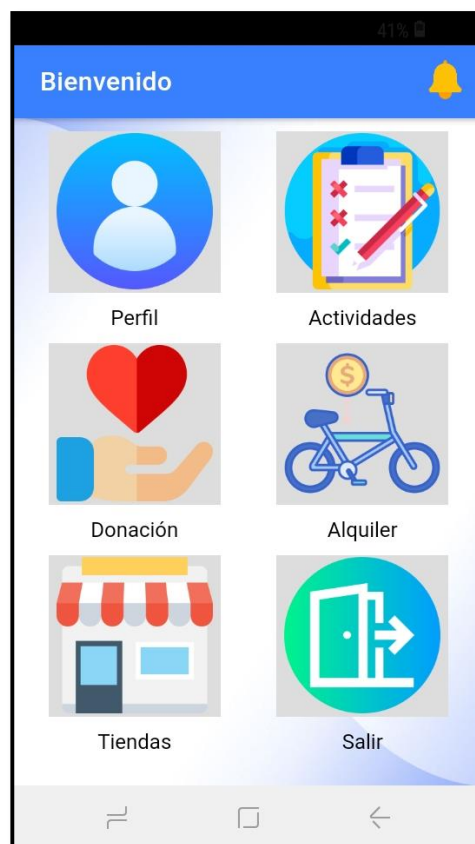 41%
Bienvenido
Perfil Actividades
Donación Alquiler
$
Tiendas Salir